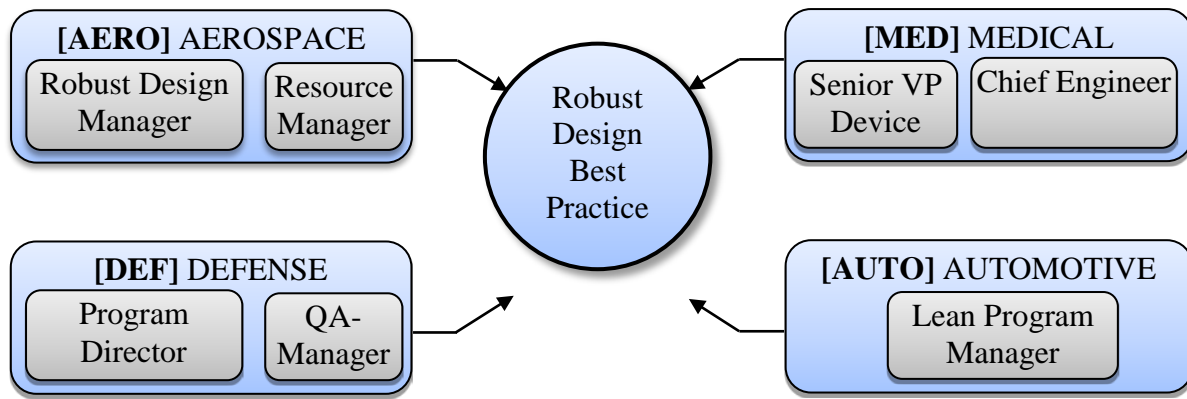 [AERO] AEROSPACE
Robust Design
Manager
Resource
Manager
Robust
Design
Best
Practice
[MED] MEDICAL
Senior VP
Device
Chief Engineer
[DEF] DEFENSE
Program
Director
QA-
Manager
[AUTO] AUTOMOTIVE
Lean Program
Manager